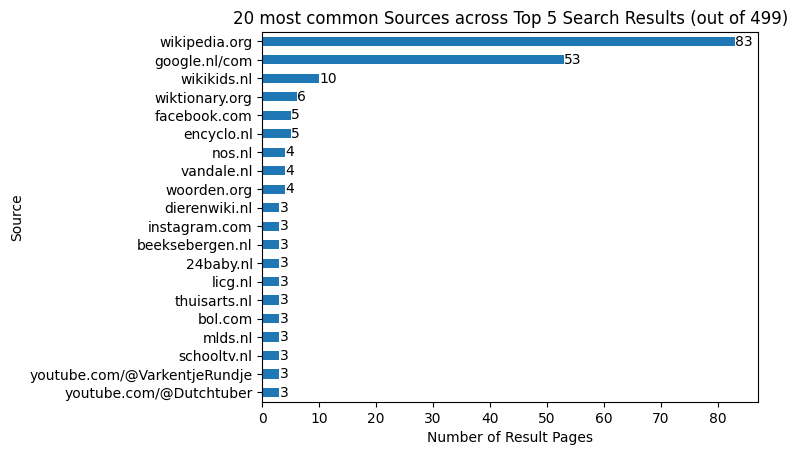 20 most common Sources across Top 5 Search Results (out of 499)
wikipedia.org 83
google.nl/com 53
wikikids.nl 10
wiktionary.org 6
facebook.com 5
encyclo.nl 5
nos.nl 4
vandale.nl 4
woorden.org 4
dierenwiki.nl 3
instagram.com 3
beeksebergen.nl 3
24baby.nl 3
licg.nl 3
thuisarts.nl 3
bol.com 3
mlds.nl 3
schooltv.nl 3
youtube.com/@VarkentjeRundje 3
youtube.com/@Dutchtuber 3
Source
0 10 20 30 40 50 60 70 80
Number of Result Pages